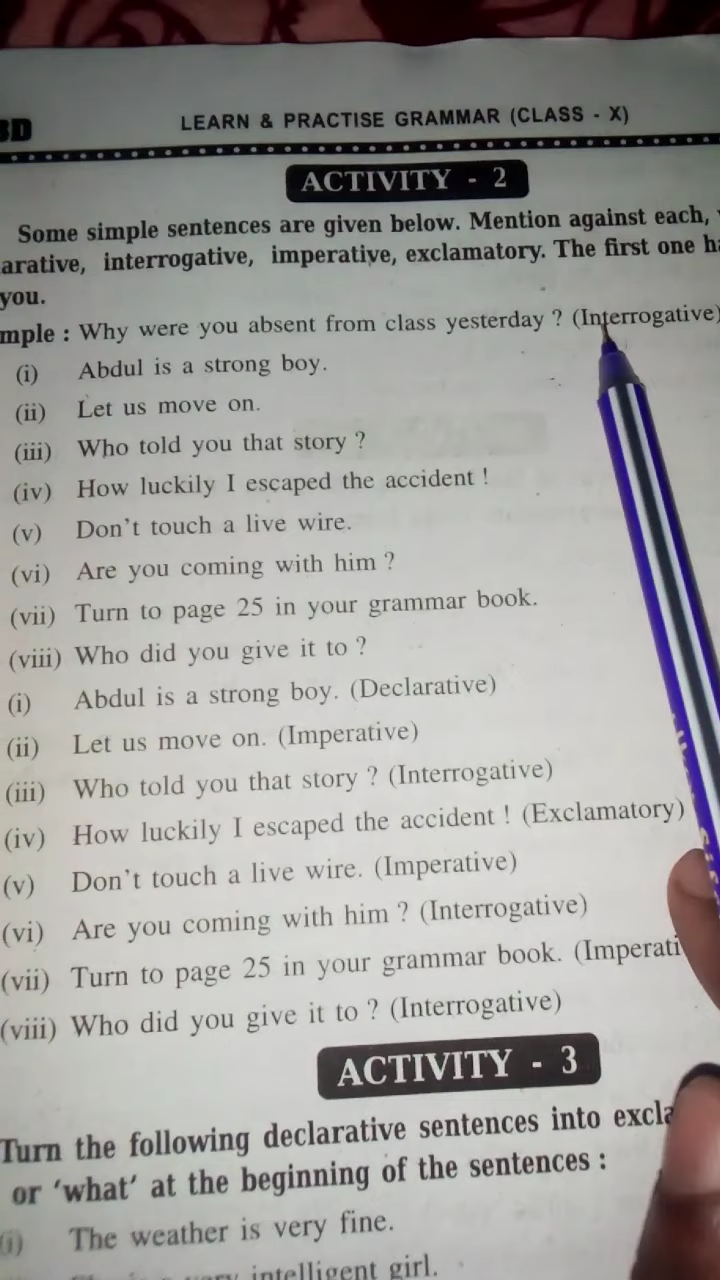 BD LEARN & PRACTISE GRAMMAR (CLASS - X)
ACTIVITY - 2
Some simple sentences are given below. Mention against each,
arative, interrogative, imperative, exclamatory. The first one ha
you.
mple : Why were you absent from class yesterday ? (Interrogative)
(i) Abdul is a strong boy.
(ii) Let us move on.
(iii) Who told you that story ?
(iv) How luckily I escaped the accident !
(v) Don't touch a live wire.
(vi) Are you coming with him ?
(vii) Turn to page 25 in your grammar book.
(viii) Who did you give it to ?
(i) Abdul is a strong boy. (Declarative)
(ii) Let us move on. (Imperative)
(iii) Who told you that story ? (Interrogative)
(iv) How luckily I escaped the accident ! (Exclamatory)
(v) Don't touch a live wire. (Imperative)
(vi) Are you coming with him ? (Interrogative)
(vii) Turn to page 25 in your grammar book. (Imperati
(viii) Who did you give it to ? (Interrogative)
ACTIVITY - 3
Turn the following declarative sentences into excla
or 'what' at the beginning of the sentences :
(i) The weather is very fine.
very intelligent girl.